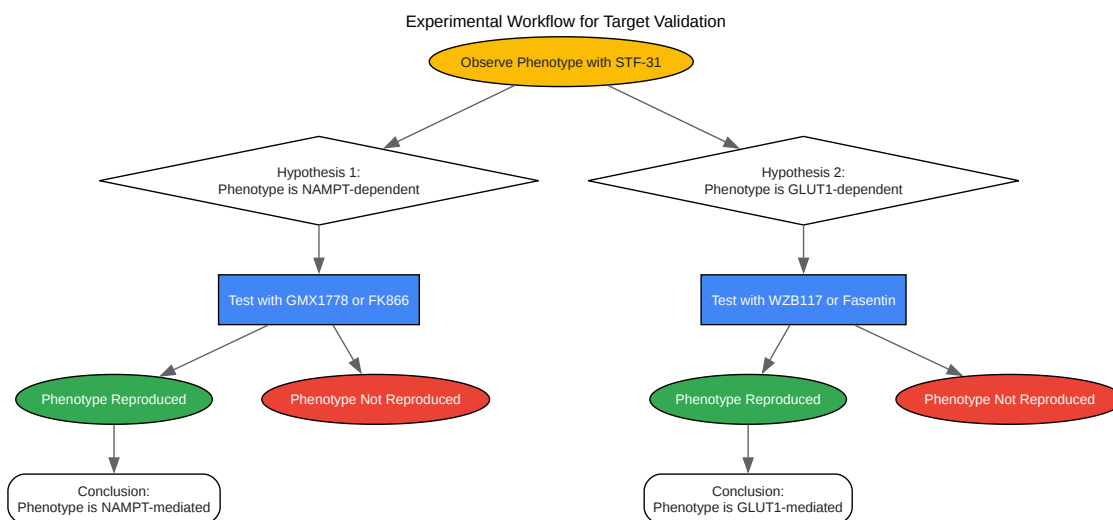 Experimental Workflow for Target Validation
Observe Phenotype with STF-31
Hypothesis 1:
Phenotype is NAMPT-dependent
Hypothesis 2:
Phenotype is GLUT1-dependent
Test with GMX1778 or FK866
Test with WZB117 or Fasentin
Phenotype Reproduced
Phenotype Not Reproduced
Phenotype Reproduced
Phenotype Not Reproduced
Conclusion:
Phenotype is NAMPT-mediated
Conclusion:
Phenotype is GLUT1-mediated